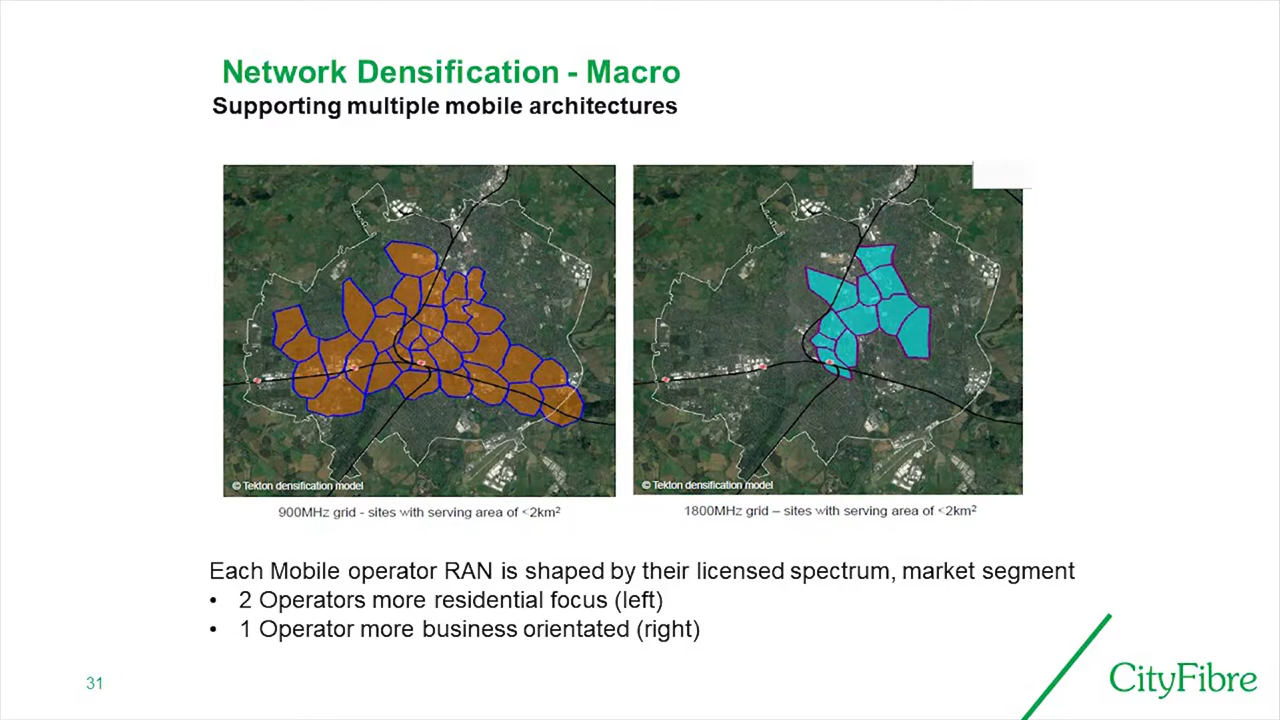 Network Densification - Macro
Supporting multiple mobile architectures
© Tekton densification model
© Tekton densification model
900MHz grid - sites with serving area of <2km²
1800MHz grid – sites with serving area of <2km²
Each Mobile operator RAN is shaped by their licensed spectrum, market segment
• 2 Operators more residential focus (left)
• 1 Operator more business orientated (right)
31
CityFibre